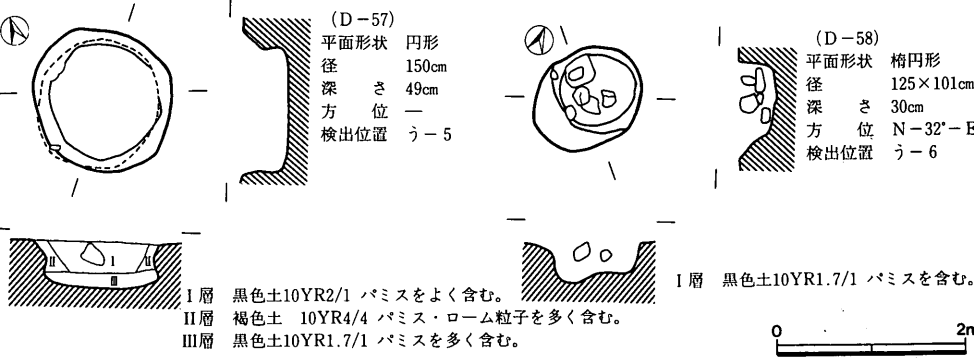 (D-57)
平面形状 円形
径 150cm
深さ 49cm
方位 —
検出位置 う-5
I
II
II
III
I層 黒色土10YR2/1 パミスをよく含む。
II層 褐色土 10YR4/4 パミス・ローム粒子を多く含む。
III層 黒色土10YR1.7/1 パミスを多く含む。
(D-58)
平面形状 楕円形
径 125×101cm
深さ 30cm
方位 N-32°-E
検出位置 う-6
I層 黒色土10YR1.7/1 パミスを含む。
0 2m